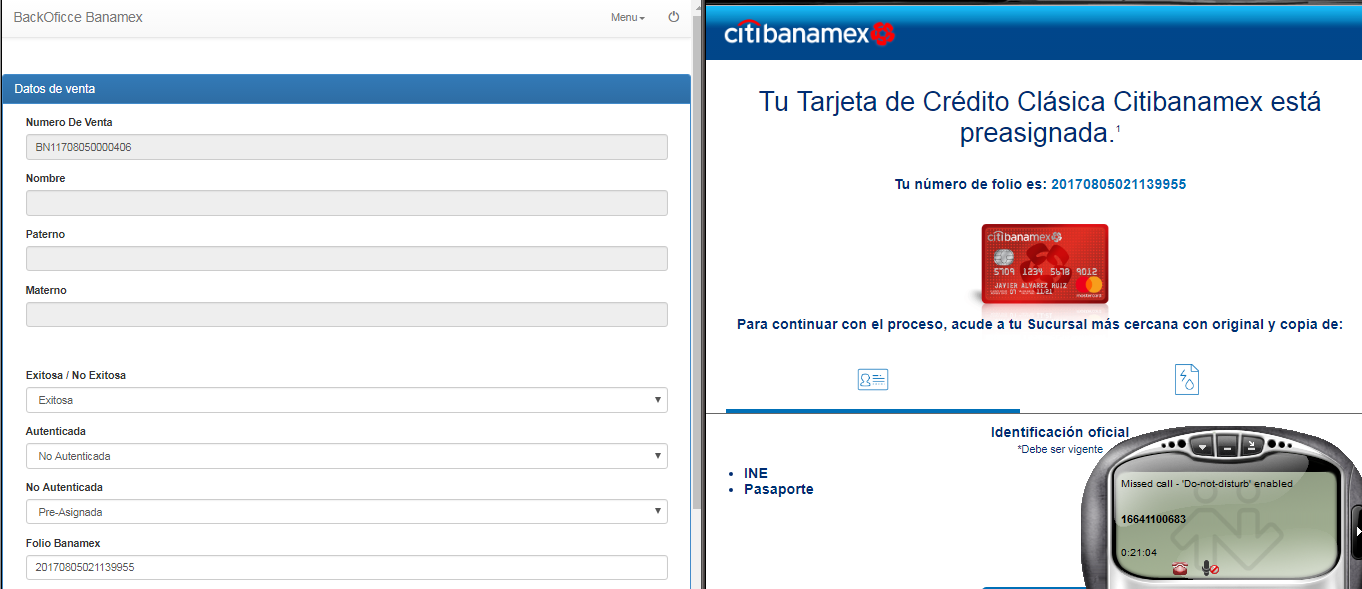 BackOficce Banamex
Menu
Datos de venta
Numero De Venta
BN11708050000406
Nombre
Paterno
Materno
Exitosa / No Exitosa
Exitosa
Autenticada
No Autenticada
No Autenticada
Pre-Asignada
Folio Banamex
20170805021139955
citibanamex
Tu Tarjeta de Crédito Clásica Citibanamex está
preasignada.1
Tu número de folio es: 20170805021139955
citibanamex
5709 1234 5678 9012
JAVIER ALVAREZ RUIZ
07 11/21
mastercard
Para continuar con el proceso, acude a tu Sucursal más cercana con original y copia de:
Identificación oficial
*Debe ser vigente
INE
Pasaporte
Missed call - 'Do-not-disturb' enabled
16641100683
0:21:04